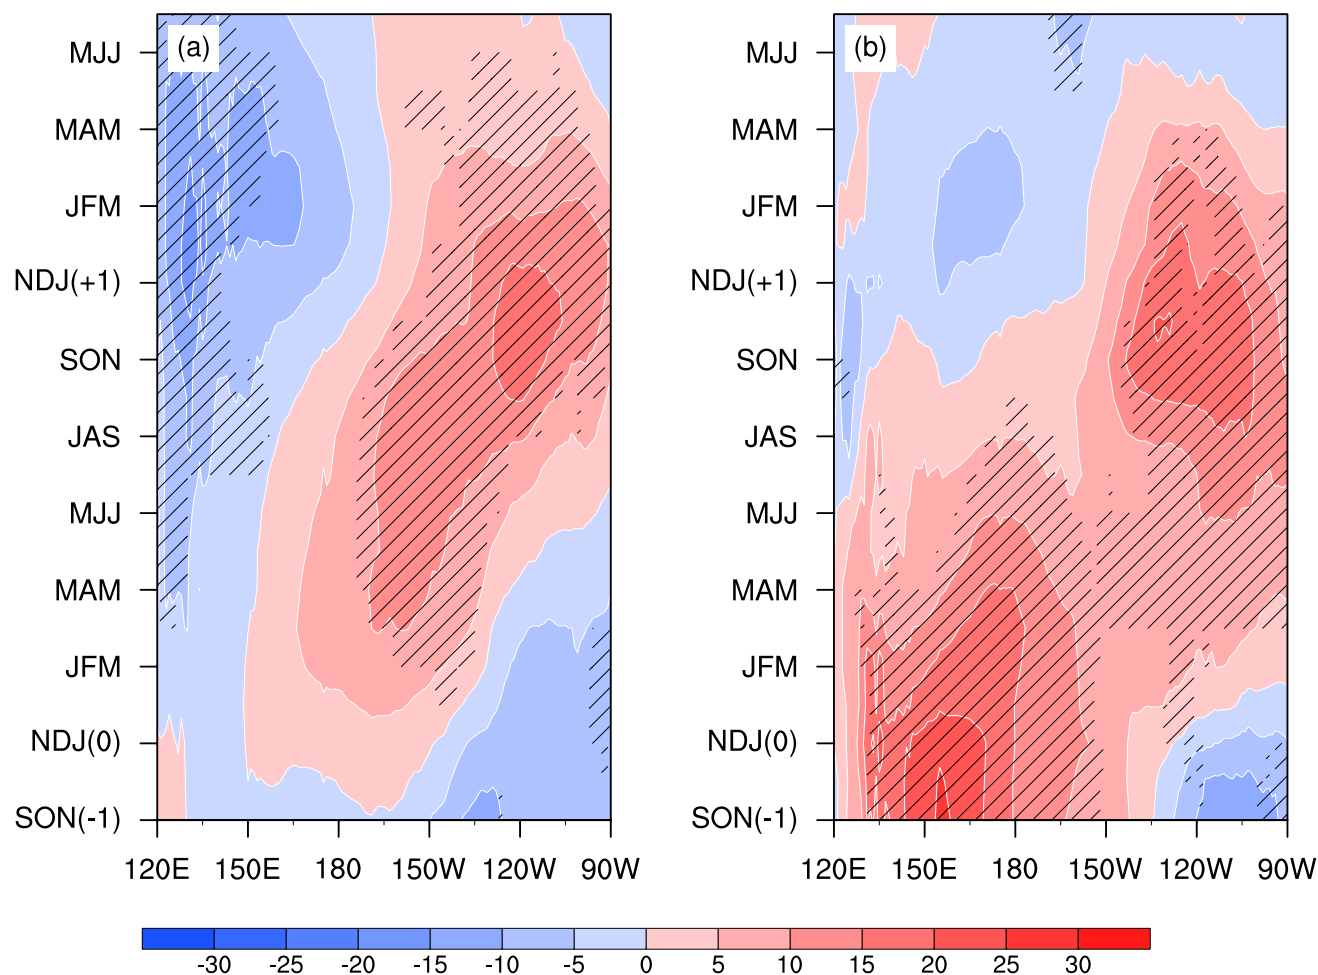 (a)
MJJ
MAM
JFM
NDJ(+1)
SON
JAS
MJJ
MAM
JFM
NDJ(0)
SON(-1)
120E 150E 180 150W 120W 90W
(b)
MJJ
MAM
JFM
NDJ(+1)
SON
JAS
MJJ
MAM
JFM
NDJ(0)
SON(-1)
120E 150E 180 150W 120W 90W
-30 -25 -20 -15 -10 -5 0 5 10 15 20 25 30